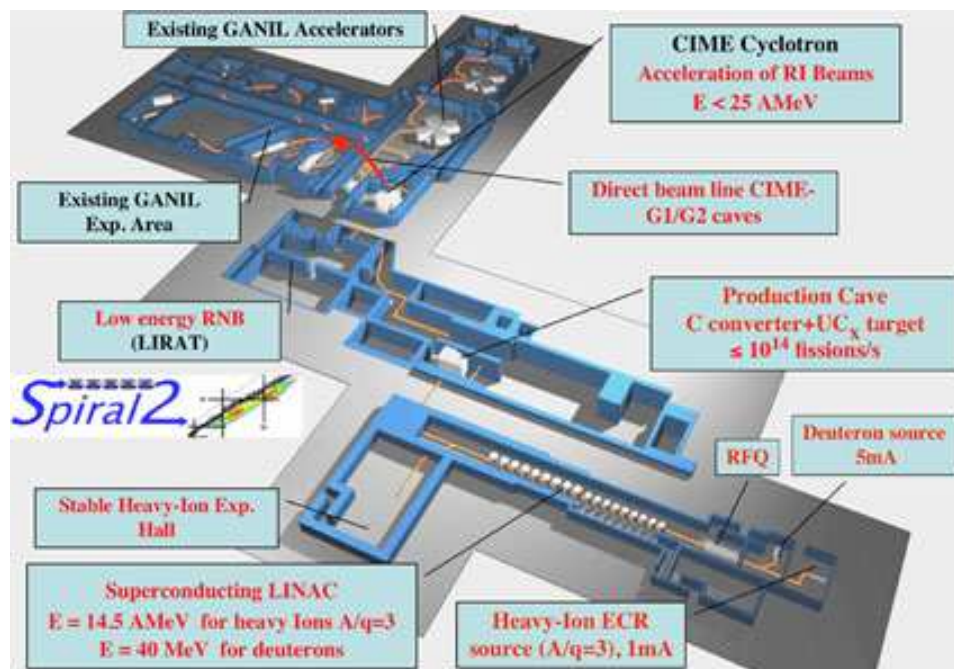 Existing GANIL Accelerators
CIME Cyclotron
Acceleration of RI Beams
E < 25 AMeV
Existing GANIL
Exp. Area
Direct beam line CIME-
G1/G2 caves
Low energy RNB
(LIRAT)
Production Cave
C converter+UCx target
≤ 10¹⁴ fissions/s
Spiral2
RFQ
Deuteron source
5mA
Stable Heavy-Ion Exp.
Hall
Superconducting LINAC
E = 14.5 AMeV for heavy Ions A/q=3
E = 40 MeV for deuterons
Heavy-Ion ECR
source (A/q=3), 1mA